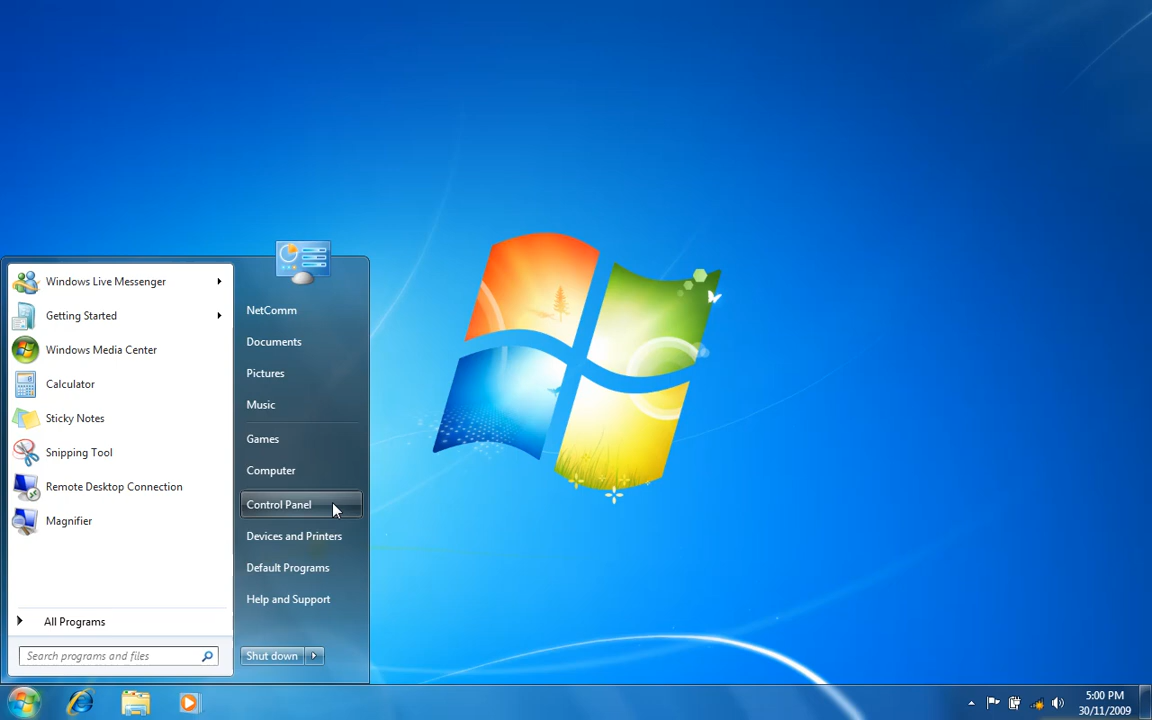 Windows Live Messenger
Getting Started
Windows Media Center
Calculator
Sticky Notes
Snipping Tool
Remote Desktop Connection
Magnifier
All Programs
Search programs and files
NetComm
Documents
Pictures
Music
Games
Computer
Control Panel
Devices and Printers
Default Programs
Help and Support
Shut down
5:00 PM
30/11/2009